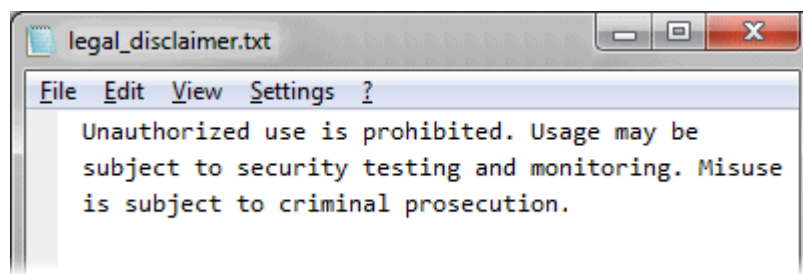 legal_disclaimer.txt
File Edit View Settings ?
Unauthorized use is prohibited. Usage may be
subject to security testing and monitoring. Misuse
is subject to criminal prosecution.